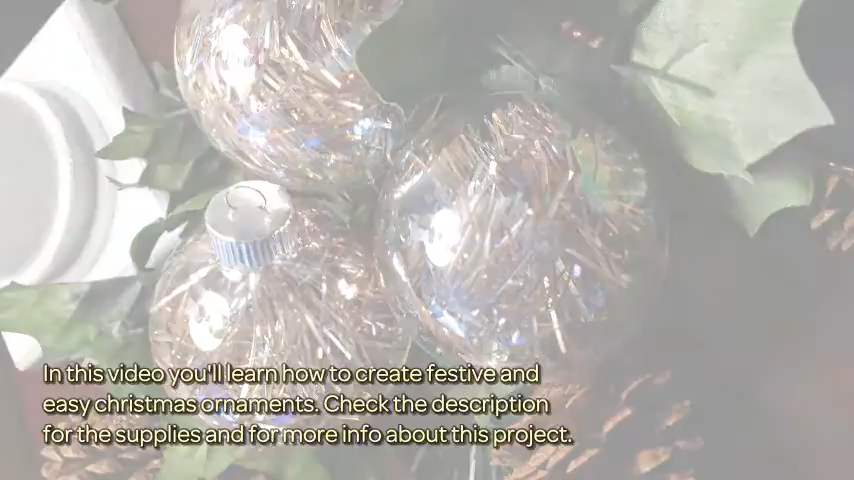 In this video you'll learn how to create festive and
easy christmas ornaments. Check the description
for the supplies and for more info about this project.